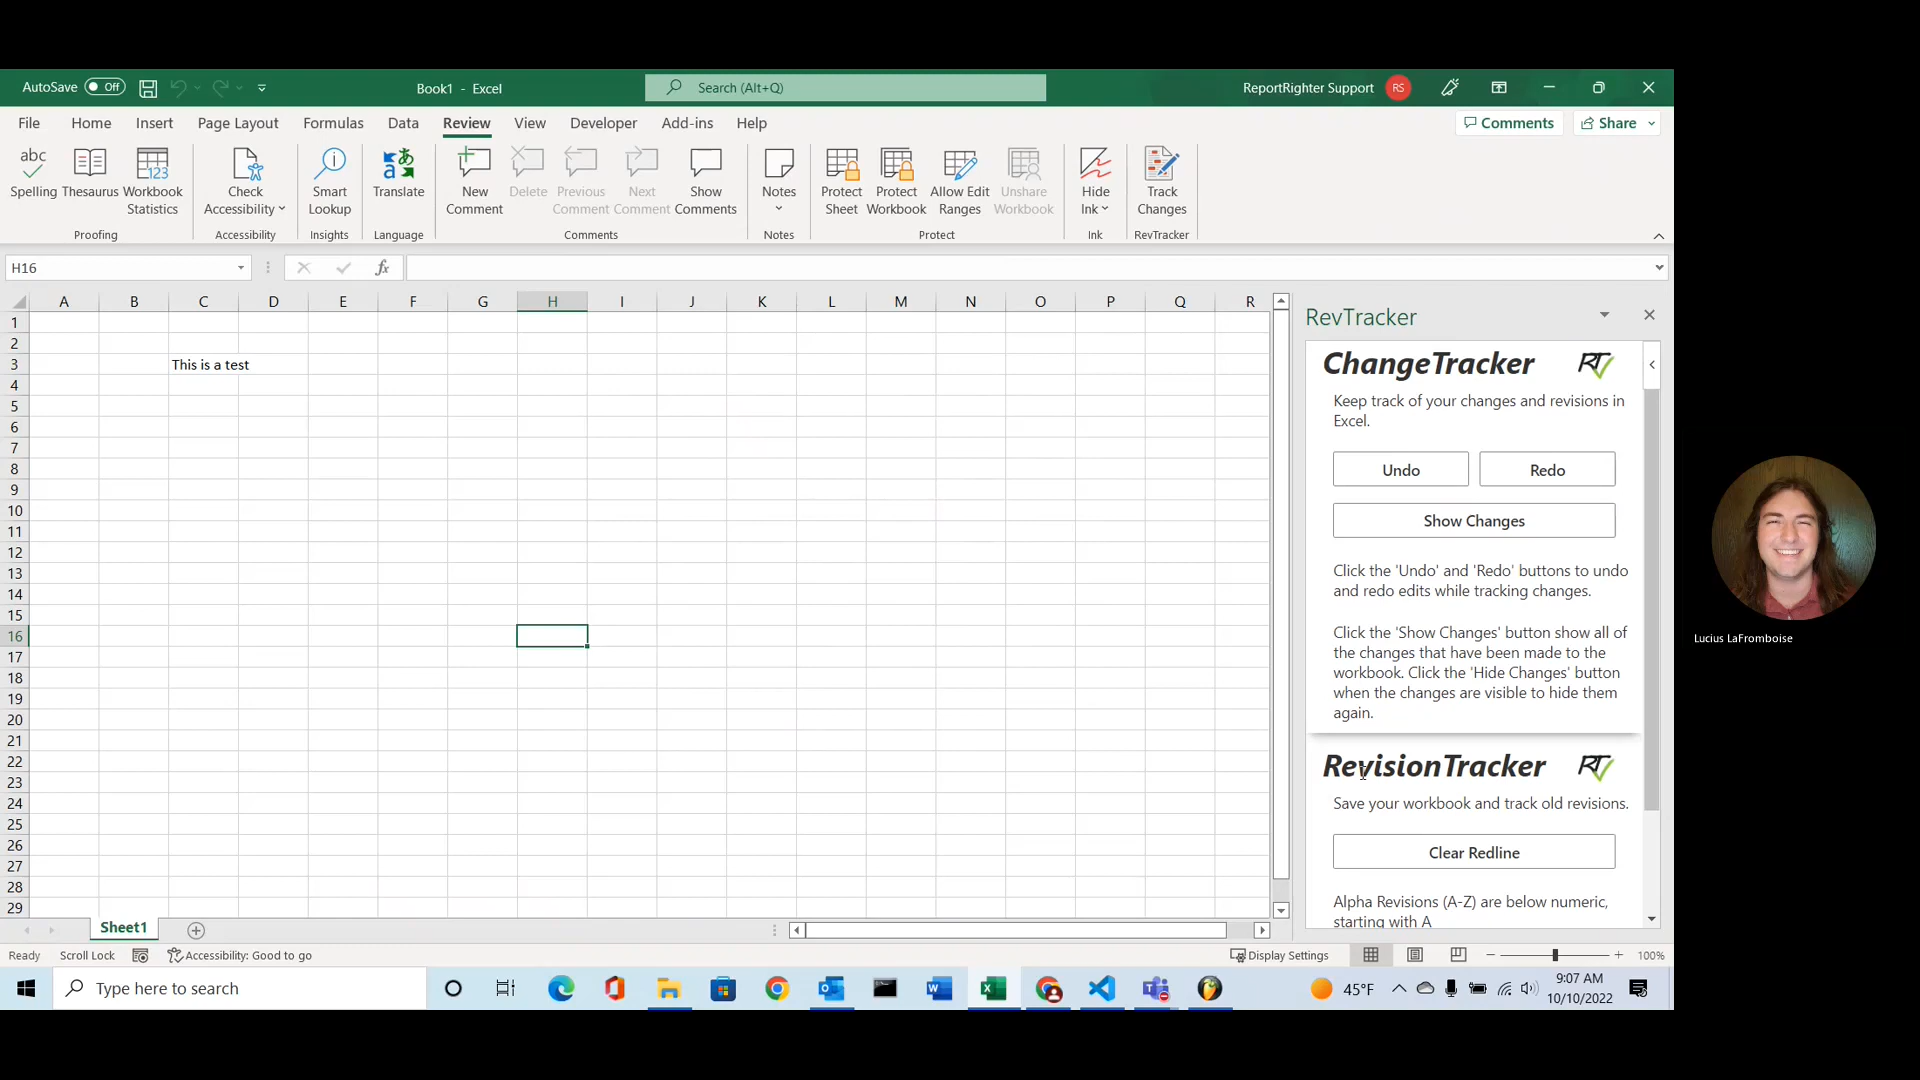 AutoSave Off
Book1 - Excel
Search (Alt+Q)
ReportRighter Support RS
File Home Insert Page Layout Formulas Data Review View Developer Add-ins Help
Comments Share
abc
123
Spelling Thesaurus Workbook Statistics
Check Accessibility
Smart Lookup
Translate
New Comment
Delete
Previous Comment
Next Comment
Show Comments
Notes
Protect Sheet
Protect Workbook
Allow Edit Ranges
Unshare Workbook
Hide Ink
Track Changes
Proofing Accessibility Insights Language Comments Notes Protect Ink RevTracker
H16
fx
A B C D E F G H I J K L M N O P Q R
1
2
3 This is a test
4
5
6
7
8
9
10
11
12
13
14
15
16
17
18
19
20
21
22
23
24
25
26
27
28
29
RevTracker
ChangeTracker RT
Keep track of your changes and revisions in
Excel.
Undo Redo
Show Changes
Click the 'Undo' and 'Redo' buttons to undo
and redo edits while tracking changes.
Click the 'Show Changes' button show all of
the changes that have been made to the
workbook. Click the 'Hide Changes' button
when the changes are visible to hide them
again.
RevisionTracker RT
Save your workbook and track old revisions.
Clear Redline
Alpha Revisions (A-Z) are below numeric,
starting with A
Lucius LaFromboise
Sheet1
Ready Scroll Lock Accessibility: Good to go
Display Settings 100%
Type here to search
45°F
9:07 AM
10/10/2022